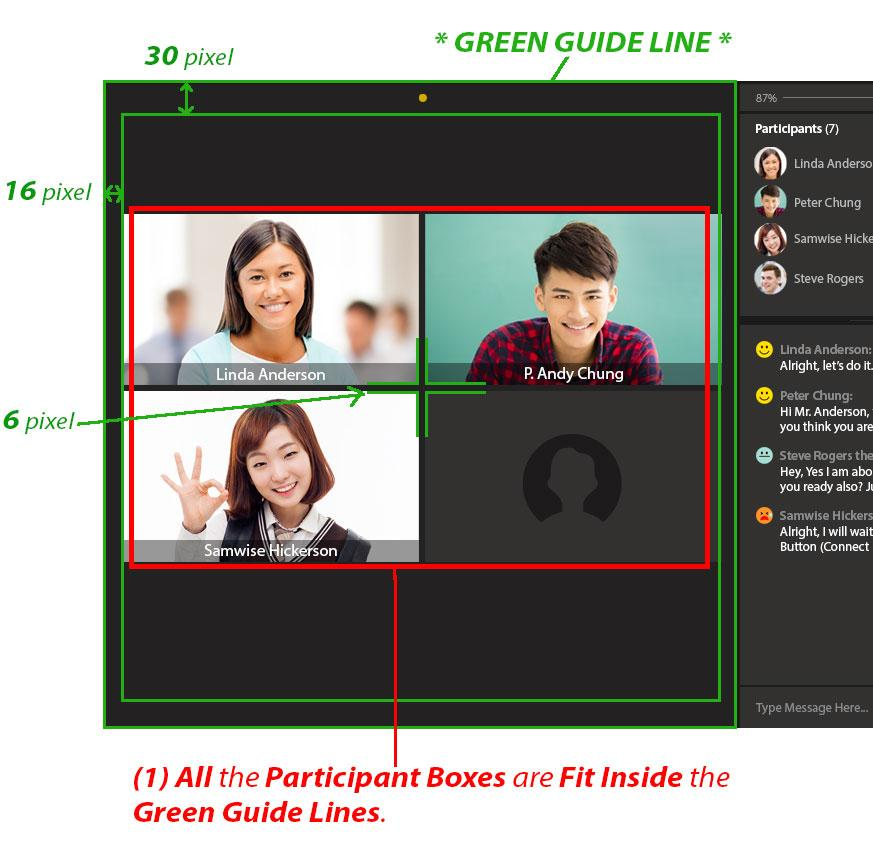 30 pixel
* GREEN GUIDE LINE *
16 pixel
6 pixel
Linda Anderson
P. Andy Chung
Samwise Hickerson
87%
Participants (7)
Linda Anderso
Peter Chung
Samwise Hicke
Steve Rogers
Linda Anderson:
Alright, let's do it.
Peter Chung:
Hi Mr. Anderson,
you think you are
Steve Rogers the
Hey, Yes I am abo
you ready also? Ju
Samwise Hickers
Alright, I will wait
Button (Connect
Type Message Here...
(1) All the Participant Boxes are Fit Inside the
Green Guide Lines.